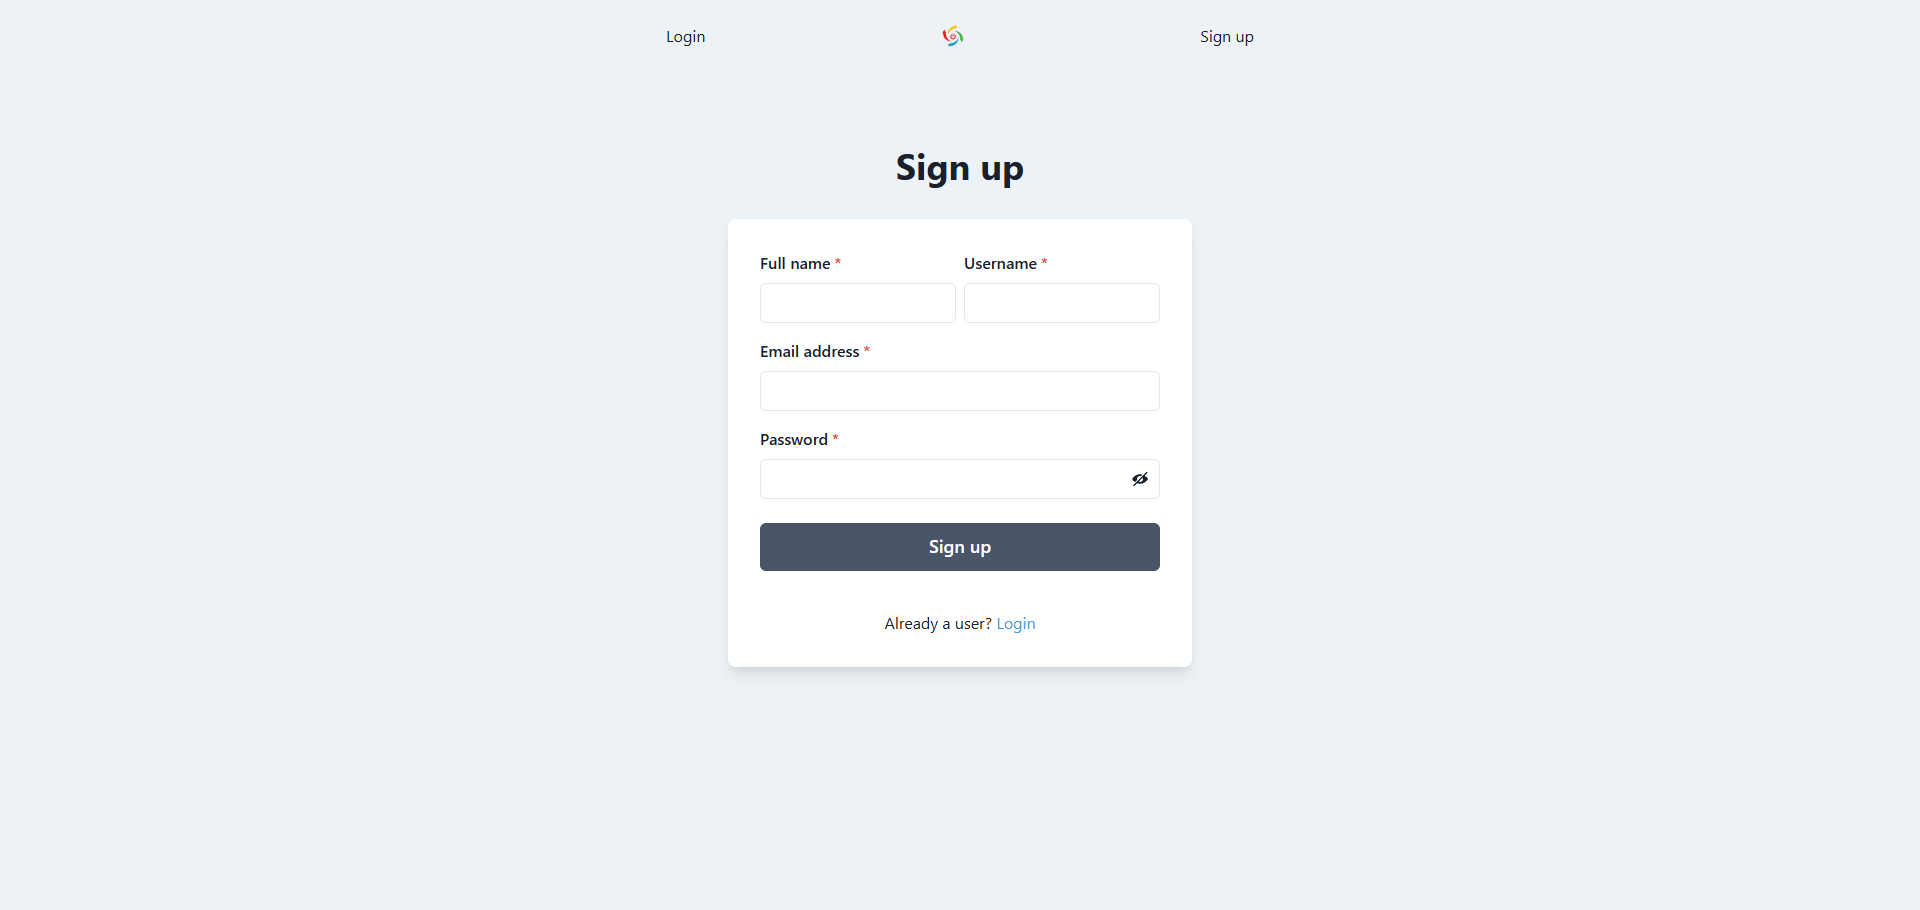 Login
Sign up
Sign up
Full name *
Username *
Email address *
Password *
Sign up
Already a user? Login